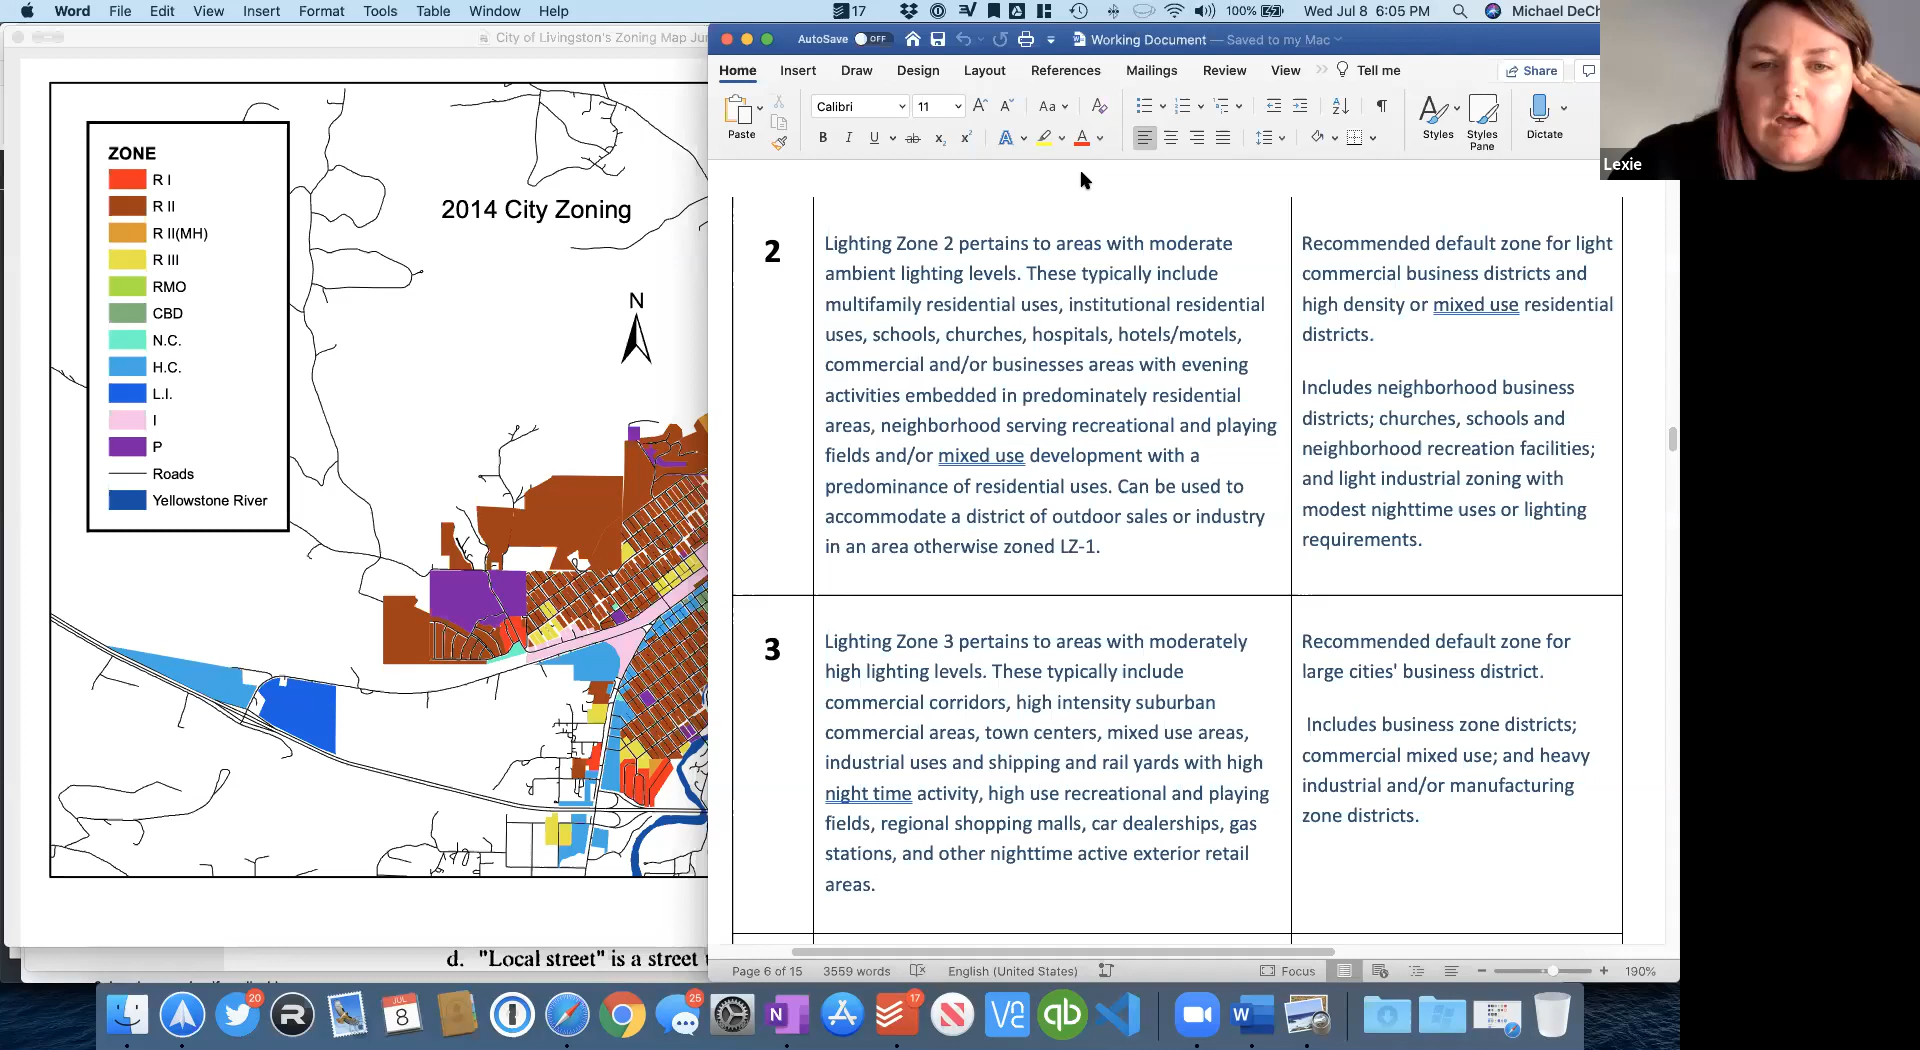 Word File Edit View Insert Format Tools Table Window Help
17 100% Wed Jul 8 6:05 PM Michael DeCh
City of Livingston's Zoning Map Jun
AutoSave OFF
Working Document — Saved to my Mac
Home Insert Draw Design Layout References Mailings Review View Tell me Share
Paste Calibri 11 Aa Styles Styles Pane Dictate
Lexie
ZONE
R I
R II
R II(MH)
R III
RMO
CBD
N.C.
H.C.
L.I.
I
P
Roads
Yellowstone River
2014 City Zoning
N
2
Lighting Zone 2 pertains to areas with moderate
ambient lighting levels. These typically include
multifamily residential uses, institutional residential
uses, schools, churches, hospitals, hotels/motels,
commercial and/or businesses areas with evening
activities embedded in predominately residential
areas, neighborhood serving recreational and playing
fields and/or mixed use development with a
predominance of residential uses. Can be used to
accommodate a district of outdoor sales or industry
in an area otherwise zoned LZ-1.
Recommended default zone for light
commercial business districts and
high density or mixed use residential
districts.
Includes neighborhood business
districts; churches, schools and
neighborhood recreation facilities;
and light industrial zoning with
modest nighttime uses or lighting
requirements.
3
Lighting Zone 3 pertains to areas with moderately
high lighting levels. These typically include
commercial corridors, high intensity suburban
commercial areas, town centers, mixed use areas,
industrial uses and shipping and rail yards with high
night time activity, high use recreational and playing
fields, regional shopping malls, car dealerships, gas
stations, and other nighttime active exterior retail
areas.
Recommended default zone for
large cities' business district.
Includes business zone districts;
commercial mixed use; and heavy
industrial and/or manufacturing
zone districts.
d. "Local street" is a street
Page 6 of 15 3559 words English (United States) Focus 190%
20
JUL
8
25
17